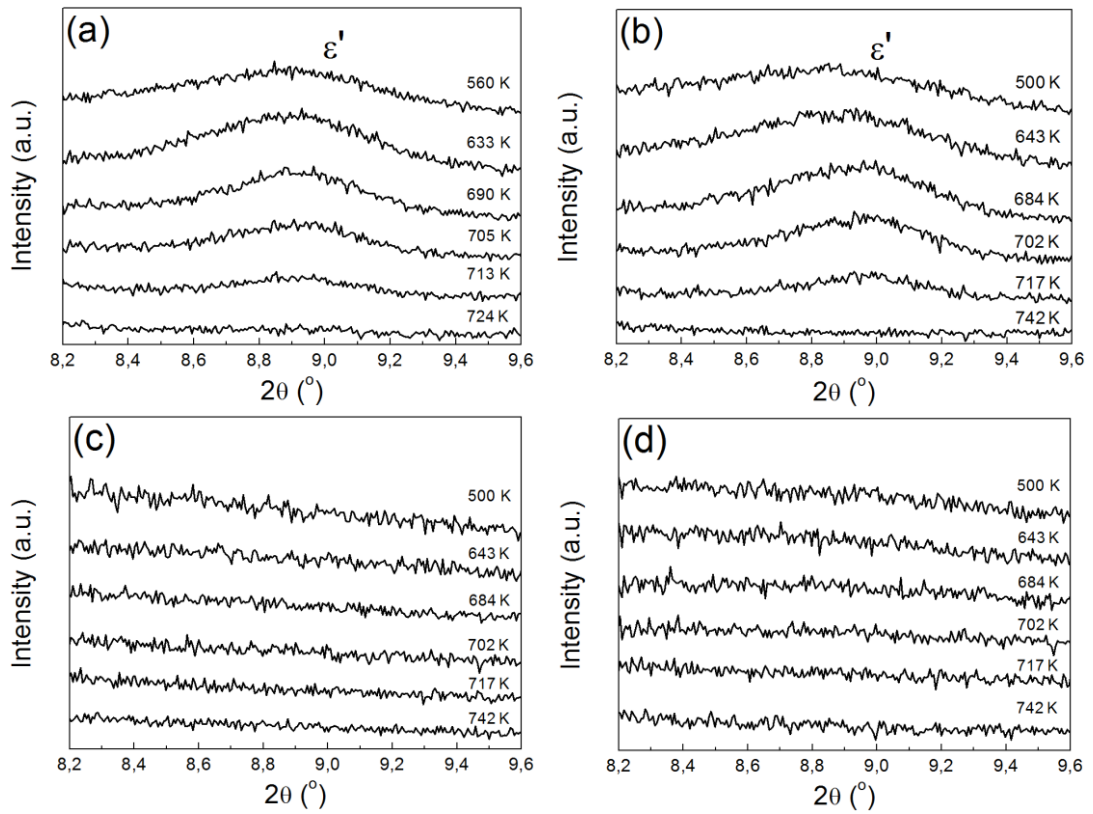 (a)
ε'
560 K
633 K
690 K
705 K
713 K
724 K
Intensity (a.u.)
8,2 8,4 8,6 8,8 9,0 9,2 9,4 9,6
2θ (°)
(b)
ε'
500 K
643 K
684 K
702 K
717 K
742 K
Intensity (a.u.)
8,2 8,4 8,6 8,8 9,0 9,2 9,4 9,6
2θ (°)
(c)
500 K
643 K
684 K
702 K
717 K
742 K
Intensity (a.u.)
8,2 8,4 8,6 8,8 9,0 9,2 9,4 9,6
2θ (°)
(d)
500 K
643 K
684 K
702 K
717 K
742 K
Intensity (a.u.)
8,2 8,4 8,6 8,8 9,0 9,2 9,4 9,6
2θ (°)